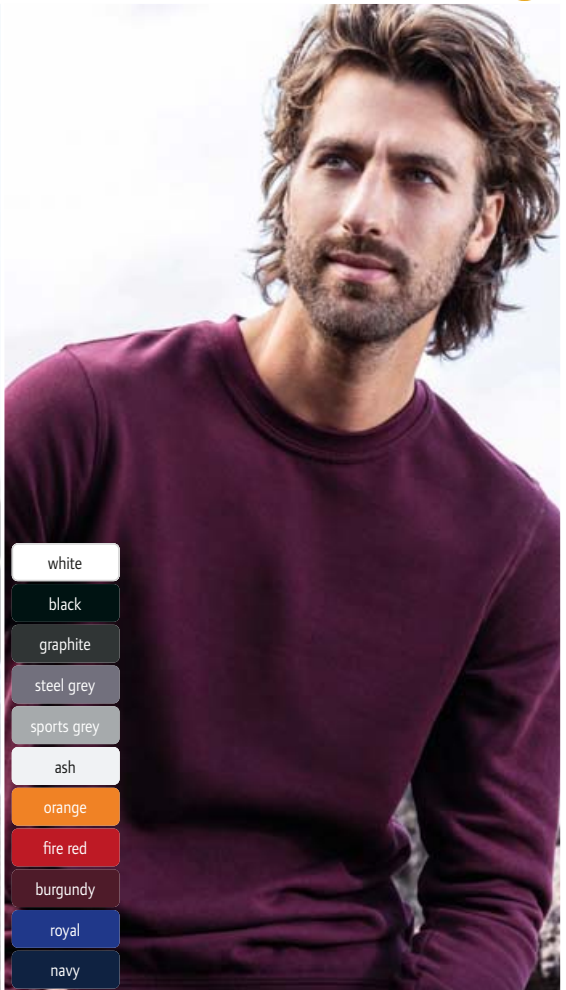 white
black
graphite
steel grey
sports grey
ash
orange
fire red
burgundy
royal
navy